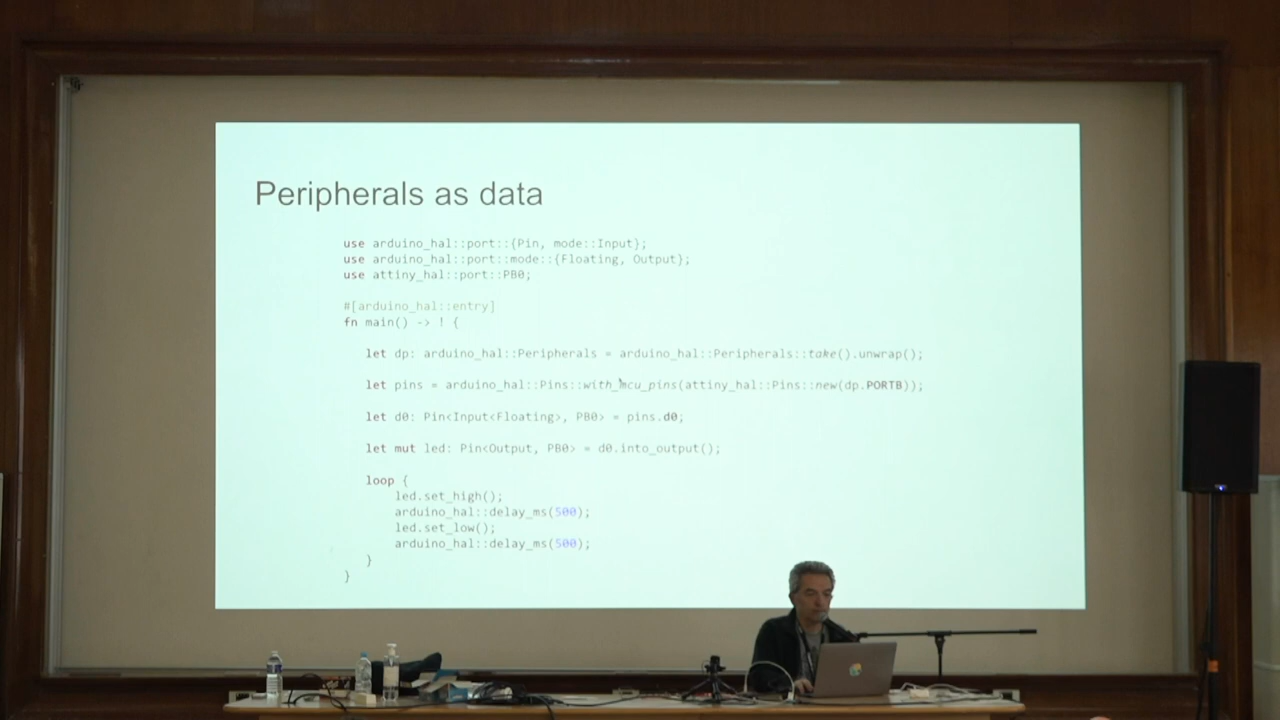 Peripherals as data
use arduino_hal::port::{Pin, mode::Input};
use arduino_hal::port::mode::{Floating, Output};
use attiny_hal::port::PB0;
#[arduino_hal::entry]
fn main() -> ! {
let dp: arduino_hal::Peripherals = arduino_hal::Peripherals::take().unwrap();
let pins = arduino_hal::Pins::with_mcu_pins(attiny_hal::Pins::new(dp.PORTB));
let d0: Pin<Input<Floating>, PB0> = pins.d0;
let mut led: Pin<Output, PB0> = d0.into_output();
loop {
led.set_high();
arduino_hal::delay_ms(500);
led.set_low();
arduino_hal::delay_ms(500);
}
}